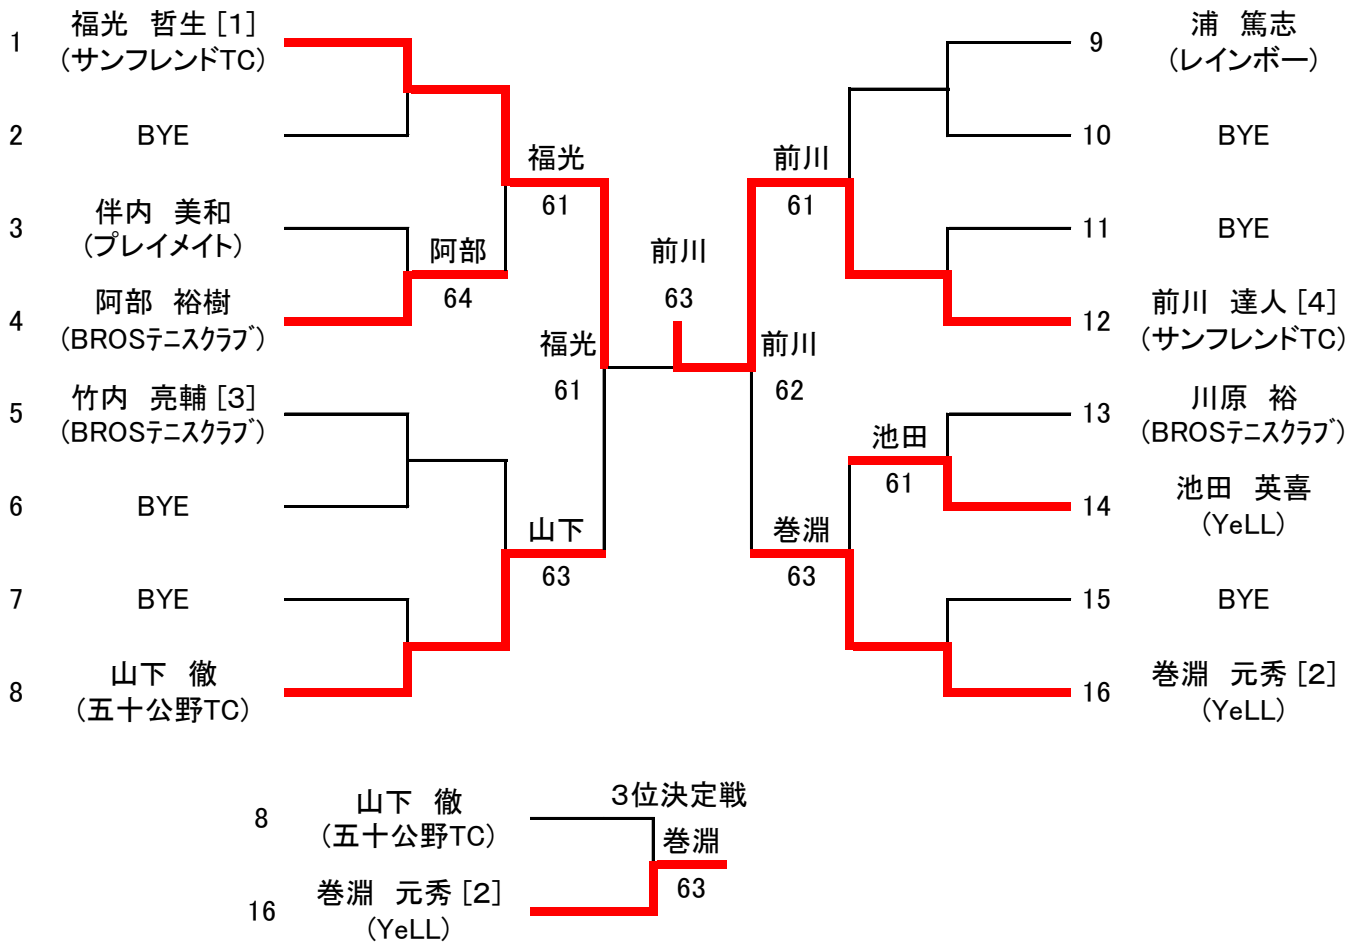 1 福光　哲生 [1]
(サンフレンドTC)
2 BYE
3 伴内　美和
(プレイメイト)
4 阿部　裕樹
(BROSﾃﾆｽｸﾗﾌﾞ)
5 竹内　亮輔 [3]
(BROSﾃﾆｽｸﾗﾌﾞ)
6 BYE
7 BYE
8 山下　徹
(五十公野TC)
阿部
64
福光
61
山下
63
福光
61
前川
63
前川
62
前川
61
巻淵
63
池田
61
9 浦　篤志
(レインボー)
10 BYE
11 BYE
12 前川　達人 [4]
(サンフレンドTC)
13 川原　裕
(BROSﾃﾆｽｸﾗﾌﾞ)
14 池田　英喜
(YeLL)
15 BYE
16 巻淵　元秀 [2]
(YeLL)
3位決定戦
8 山下　徹
(五十公野TC)
16 巻淵　元秀 [2]
(YeLL)
巻淵
63